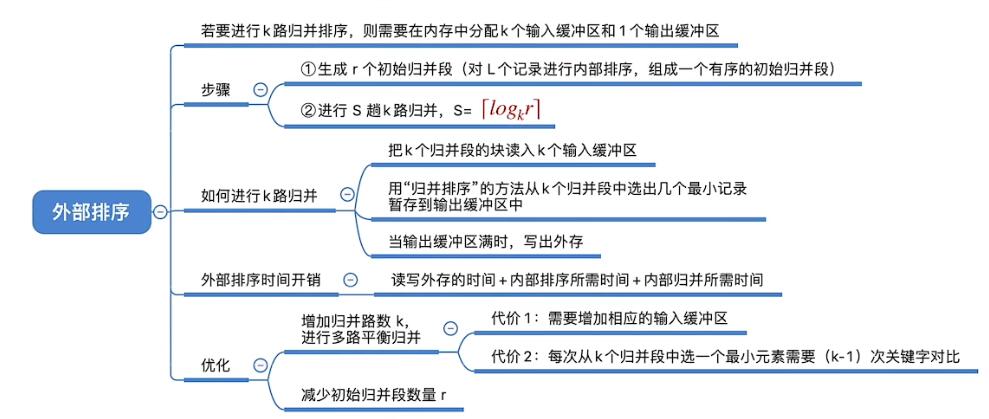 若要进行k路归并排序，则需要在内存中分配k个输入缓冲区和1个输出缓冲区
步骤
①生成 r 个初始归并段（对 L 个记录进行内部排序，组成一个有序的初始归并段）
②进行 S 趟k路归并，S= ⌈logₖr⌉
外部排序
如何进行k路归并
把k个归并段的块读入k个输入缓冲区
用“归并排序”的方法从k个归并段中选出几个最小记录
暂存到输出缓冲区中
当输出缓冲区满时，写出外存
外部排序时间开销
读写外存的时间+内部排序所需时间+内部归并所需时间
优化
增加归并路数 k，
进行多路平衡归并
代价 1：需要增加相应的输入缓冲区
代价 2：每次从k个归并段中选一个最小元素需要（k-1）次关键字对比
减少初始归并段数量 r